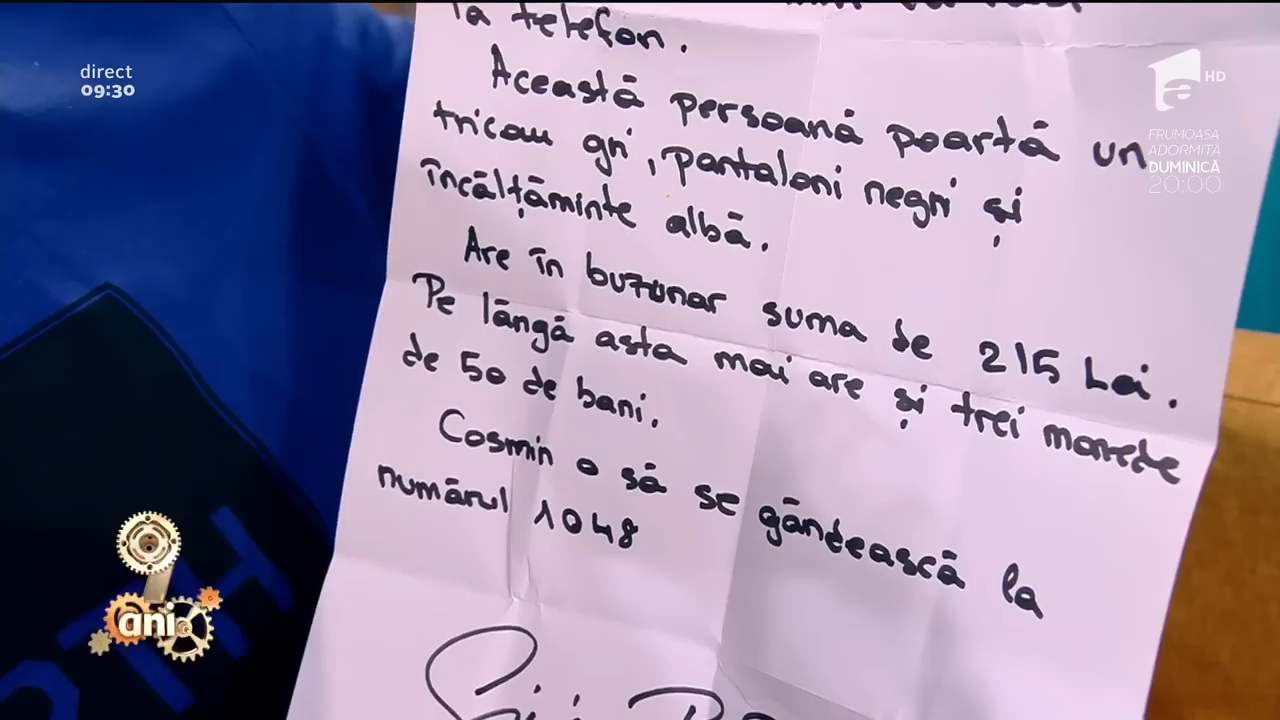 la telefon.
Această persoană poartă un
tricou gri, pantaloni negri și
încălțăminte albă.
Are în buzunar suma de 215 Lei.
Pe lângă asta mai are și trei monede
de 50 de bani.
Cosmin o să se gândească la
numărul 1048
direct
09:30
HD
FRUMOASA
ADORMITĂ
DUMINICĂ
20:00
9
ani